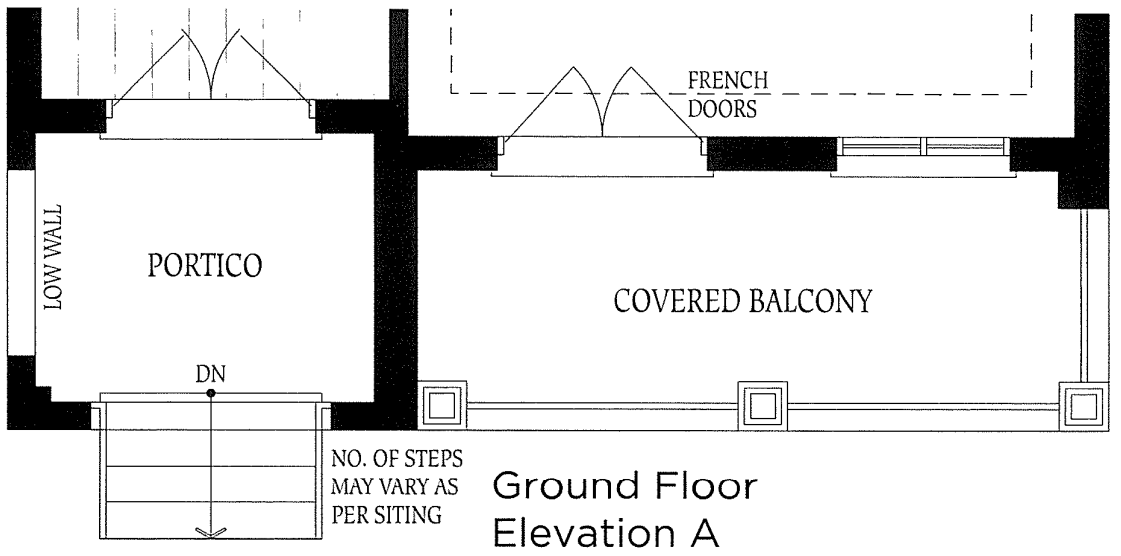 FRENCH
DOORS
LOW WALL
PORTICO
COVERED BALCONY
DN
NO. OF STEPS
MAY VARY AS
PER SITING
Ground Floor
Elevation A